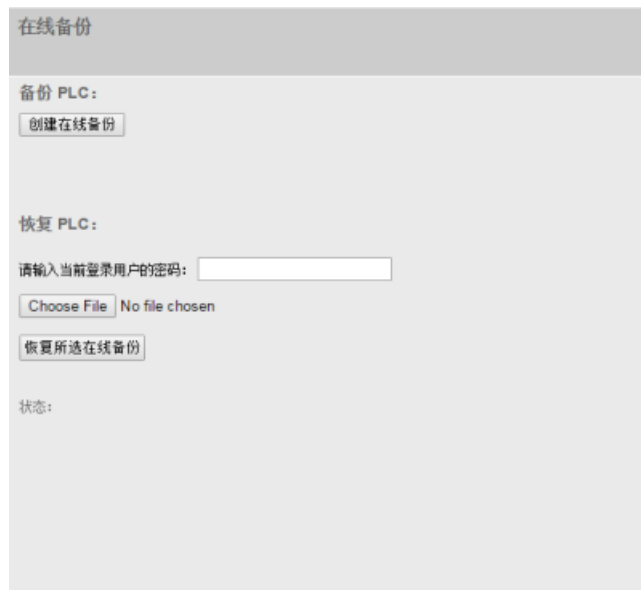 在线备份
备份 PLC：
创建在线备份
恢复 PLC：
请输入当前登录用户的密码：
Choose File No file chosen
恢复所选在线备份
状态：